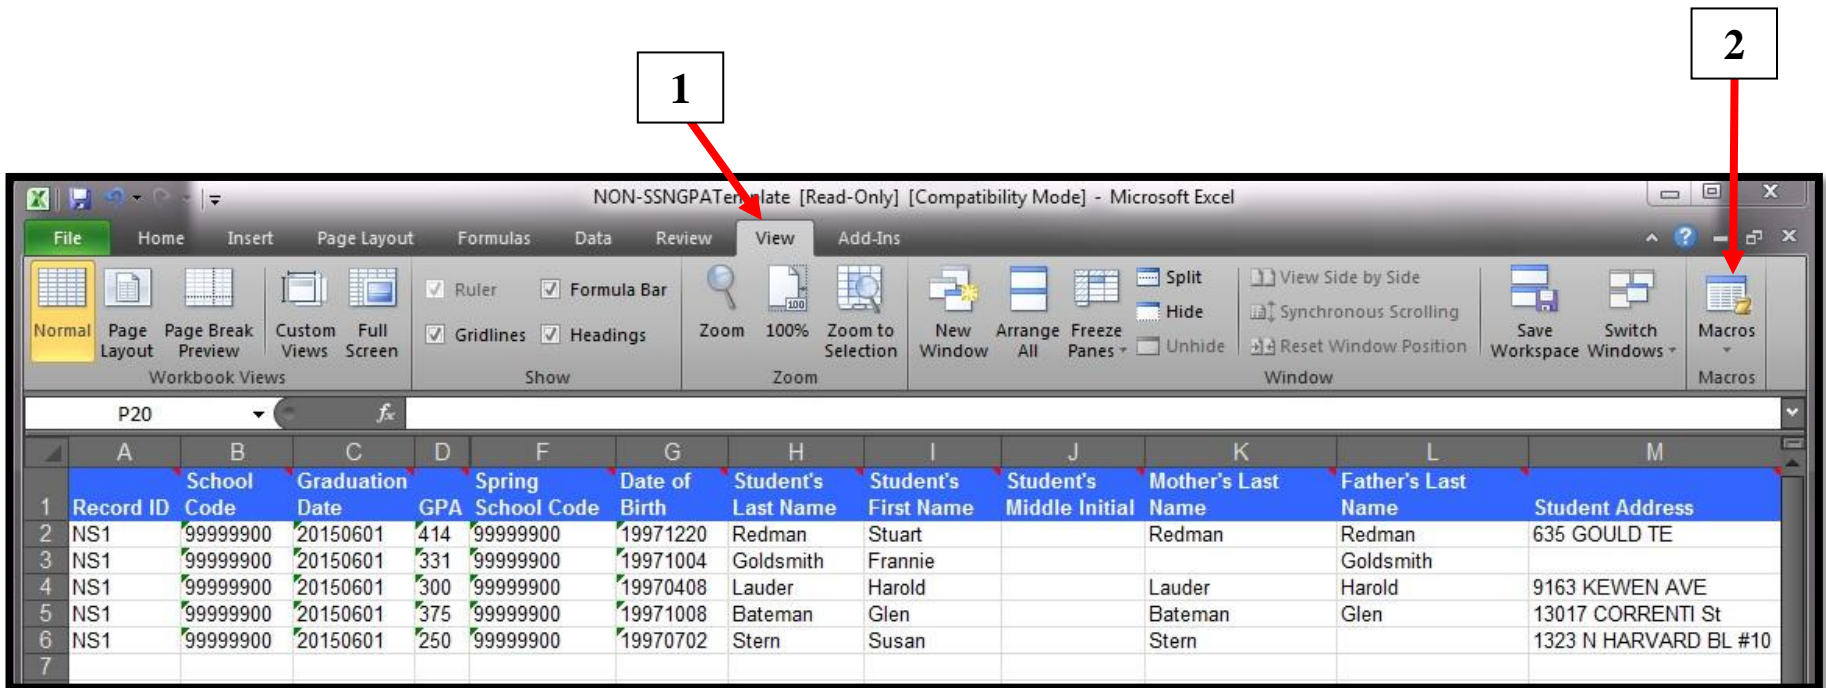 2
1
NON-SSNGPATemplate [Read-Only] [Compatibility Mode] - Microsoft Excel
File Home Insert Page Layout Formulas Data Review View Add-Ins
Normal
Page Layout
Page Break Preview
Custom Views
Full Screen
Workbook Views
Ruler
Formula Bar
Gridlines
Headings
Show
Zoom
100%
Zoom to Selection
Zoom
New Window
Arrange All
Freeze Panes
Split
Hide
Unhide
View Side by Side
Synchronous Scrolling
Reset Window Position
Save Workspace
Switch Windows
Window
Macros
Macros
P20 fx
A B C D F G H I J K L M
1 Record ID School Code Graduation Date GPA Spring School Code Date of Birth Student's Last Name Student's First Name Student's Middle Initial Mother's Last Name Father's Last Name Student Address
2 NS1 99999900 20150601 414 99999900 19971220 Redman Stuart Redman Redman 635 GOULD TE
3 NS1 99999900 20150601 331 99999900 19971004 Goldsmith Frannie Goldsmith
4 NS1 99999900 20150601 300 99999900 19970408 Lauder Harold Lauder Harold 9163 KEWEN AVE
5 NS1 99999900 20150601 375 99999900 19971008 Bateman Glen Bateman Glen 13017 CORRENTI St
6 NS1 99999900 20150601 250 99999900 19970702 Stern Susan Stern 1323 N HARVARD BL #10
7